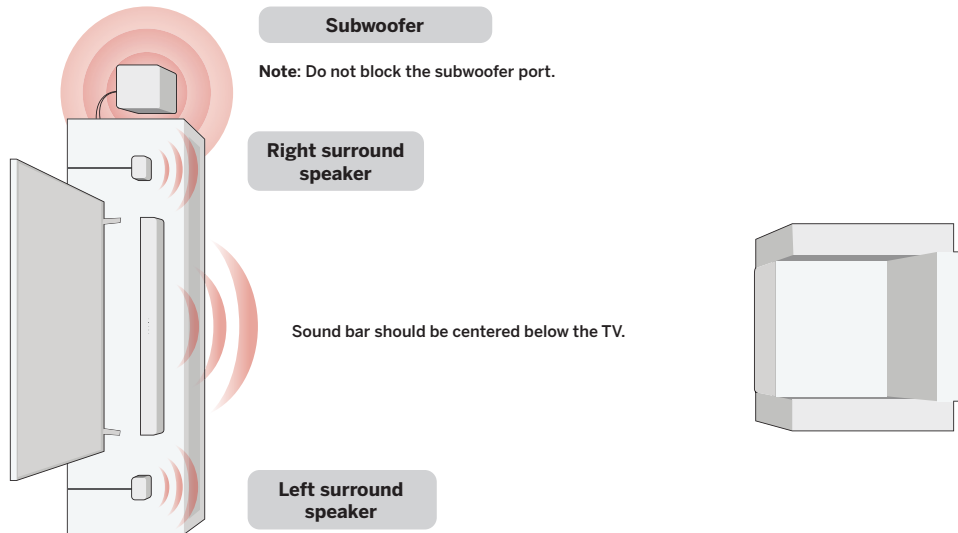 Subwoofer
Note: Do not block the subwoofer port.
Right surround
speaker
Sound bar should be centered below the TV.
Left surround
speaker